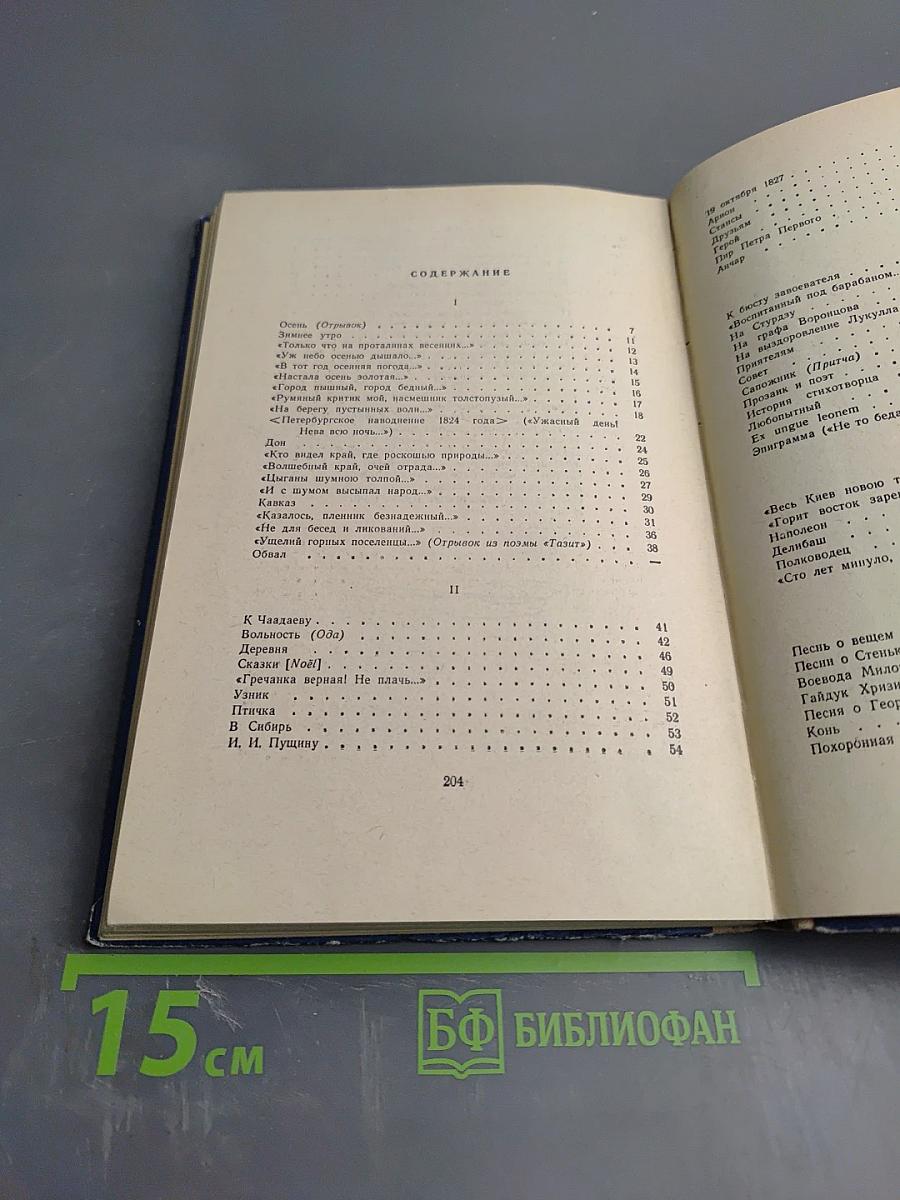 СОДЕРЖАНИЕ
I
Осень (Отрывок) 7
Зимнее утро 11
«Только что на проталинах весенних...» 12
«Уж небо осенью дышало...» 13
«В тот год осенняя погода...» 14
«Настала осень золотая...» 15
«Город пышный, город бедный...» 16
«Румяный критик мой, насмешник толстопузый...» 17
«На берегу пустынных волн...» 18
<Петербургское наводнение 1824 года> («Ужасный день!
Нева всю ночь...») 22
Дон 24
«Кто видел край, где роскошью природы...» 25
«Волшебный край, очей отрада...» 26
«Цыганы шумною толпой...» 27
«И с шумом высыпал народ...» 29
Кавказ 30
«Казалось, пленник безнадежный...» 31
«Не для бесед и ликований...» 36
«Ущелий горных поселенцы...» (Отрывок из поэмы «Тазит») 38
Обвал —
II
К Чаадаеву 41
Вольность (Ода) 42
Деревня 46
Сказки [Noël] 49
«Гречанка верная! Не плачь...» 50
Узник 51
Птичка 52
В Сибирь 53
И. И. Пущину 54
204
19 октября 1827
Арион
Стансы
Друзьям
Герой
Пир Петра Первого
Анчар
К бюсту завоевателя
«Воспитанный под барабаном...
На Стурдзу
На графа Воронцова
На выздоровление Лукулла
Приятелям
Совет
Сапожник (Притча)
Прозаик и поэт
История стихотворца
Любопытный
Ex ungue leonem
Эпиграмма («Не то беда
«Весь Киев новою т
«Горит восток заре
Наполеон
Делибаш
Полководец
«Сто лет минуло,
Песнь о вещем
Песни о Стеньк
Воевода Мило
Гайдук Хризи
Песня о Геор
Конь
Похоронная
15 см
БФ БИБЛИОФАН